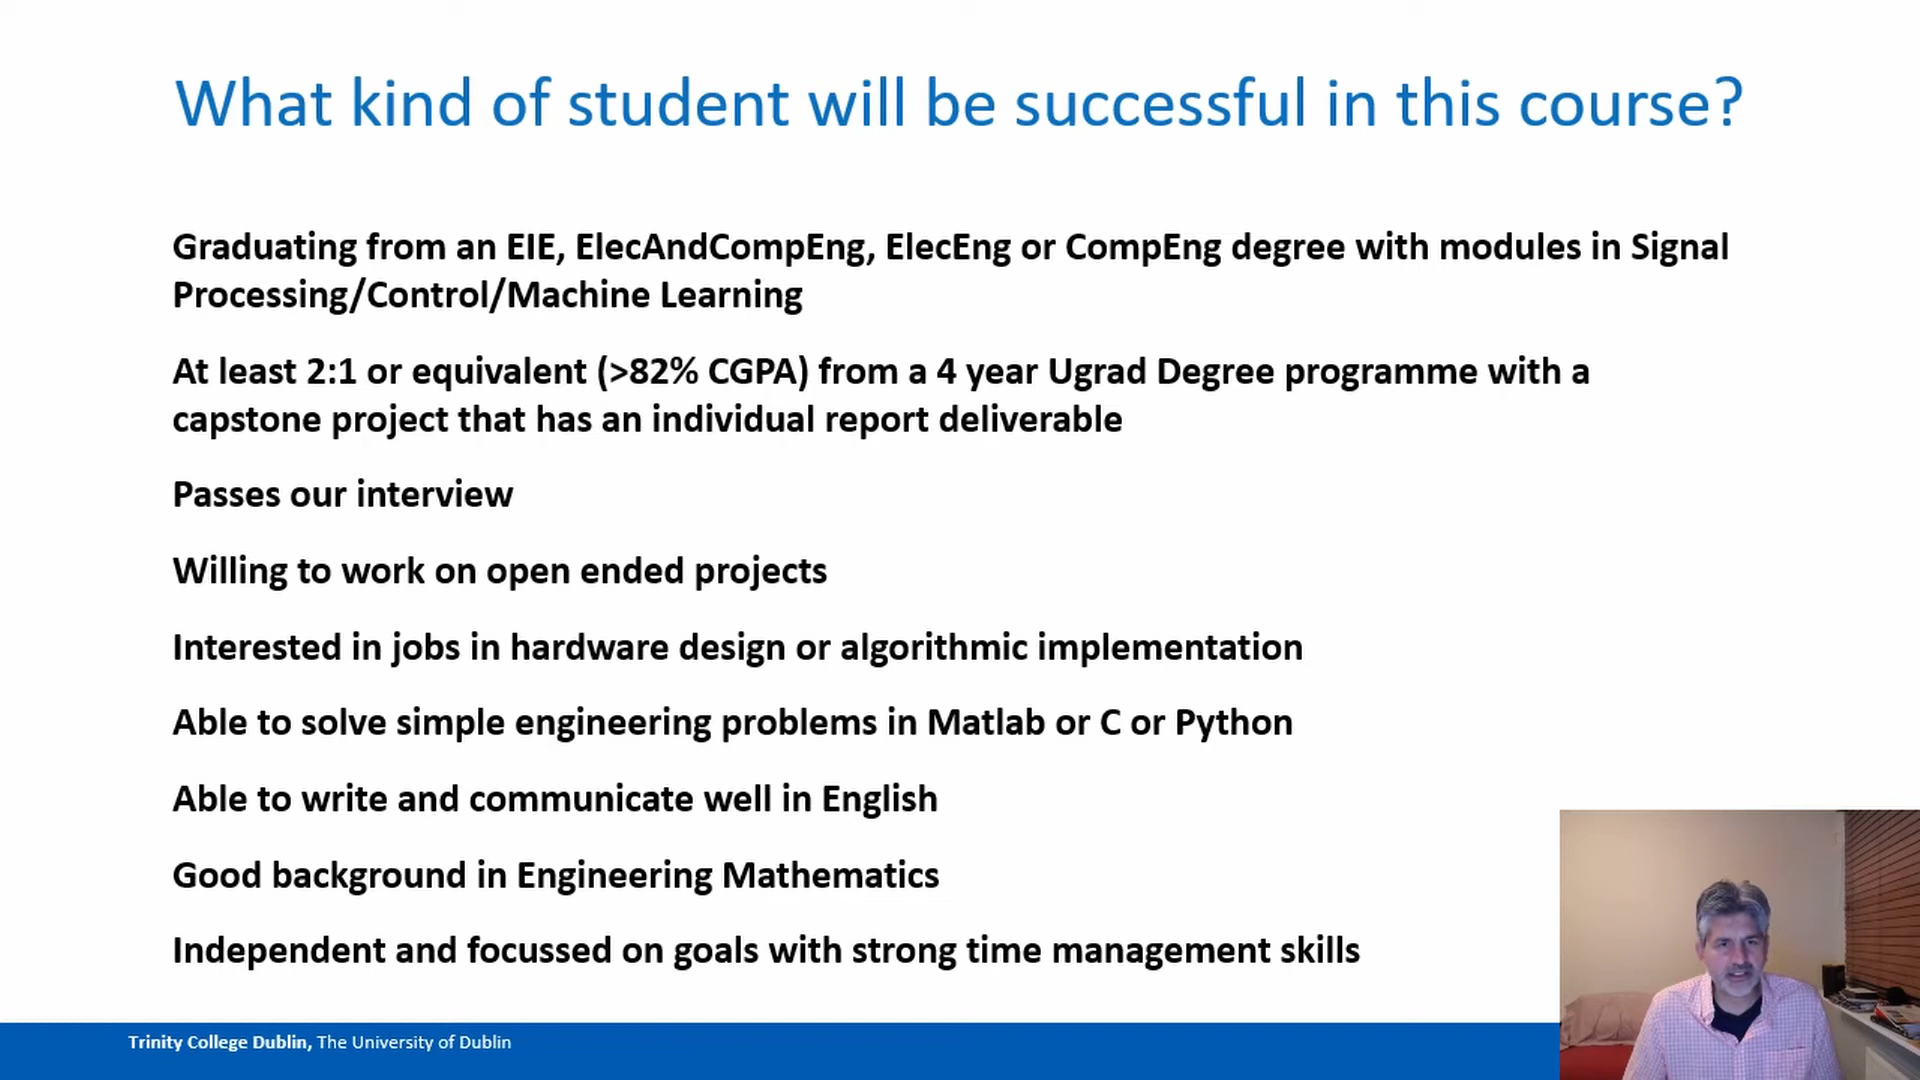 What kind of student will be successful in this course?
Graduating from an EIE, ElecAndCompEng, ElecEng or CompEng degree with modules in Signal
Processing/Control/Machine Learning
At least 2:1 or equivalent (>82% CGPA) from a 4 year Ugrad Degree programme with a
capstone project that has an individual report deliverable
Passes our interview
Willing to work on open ended projects
Interested in jobs in hardware design or algorithmic implementation
Able to solve simple engineering problems in Matlab or C or Python
Able to write and communicate well in English
Good background in Engineering Mathematics
Independent and focussed on goals with strong time management skills
Trinity College Dublin, The University of Dublin